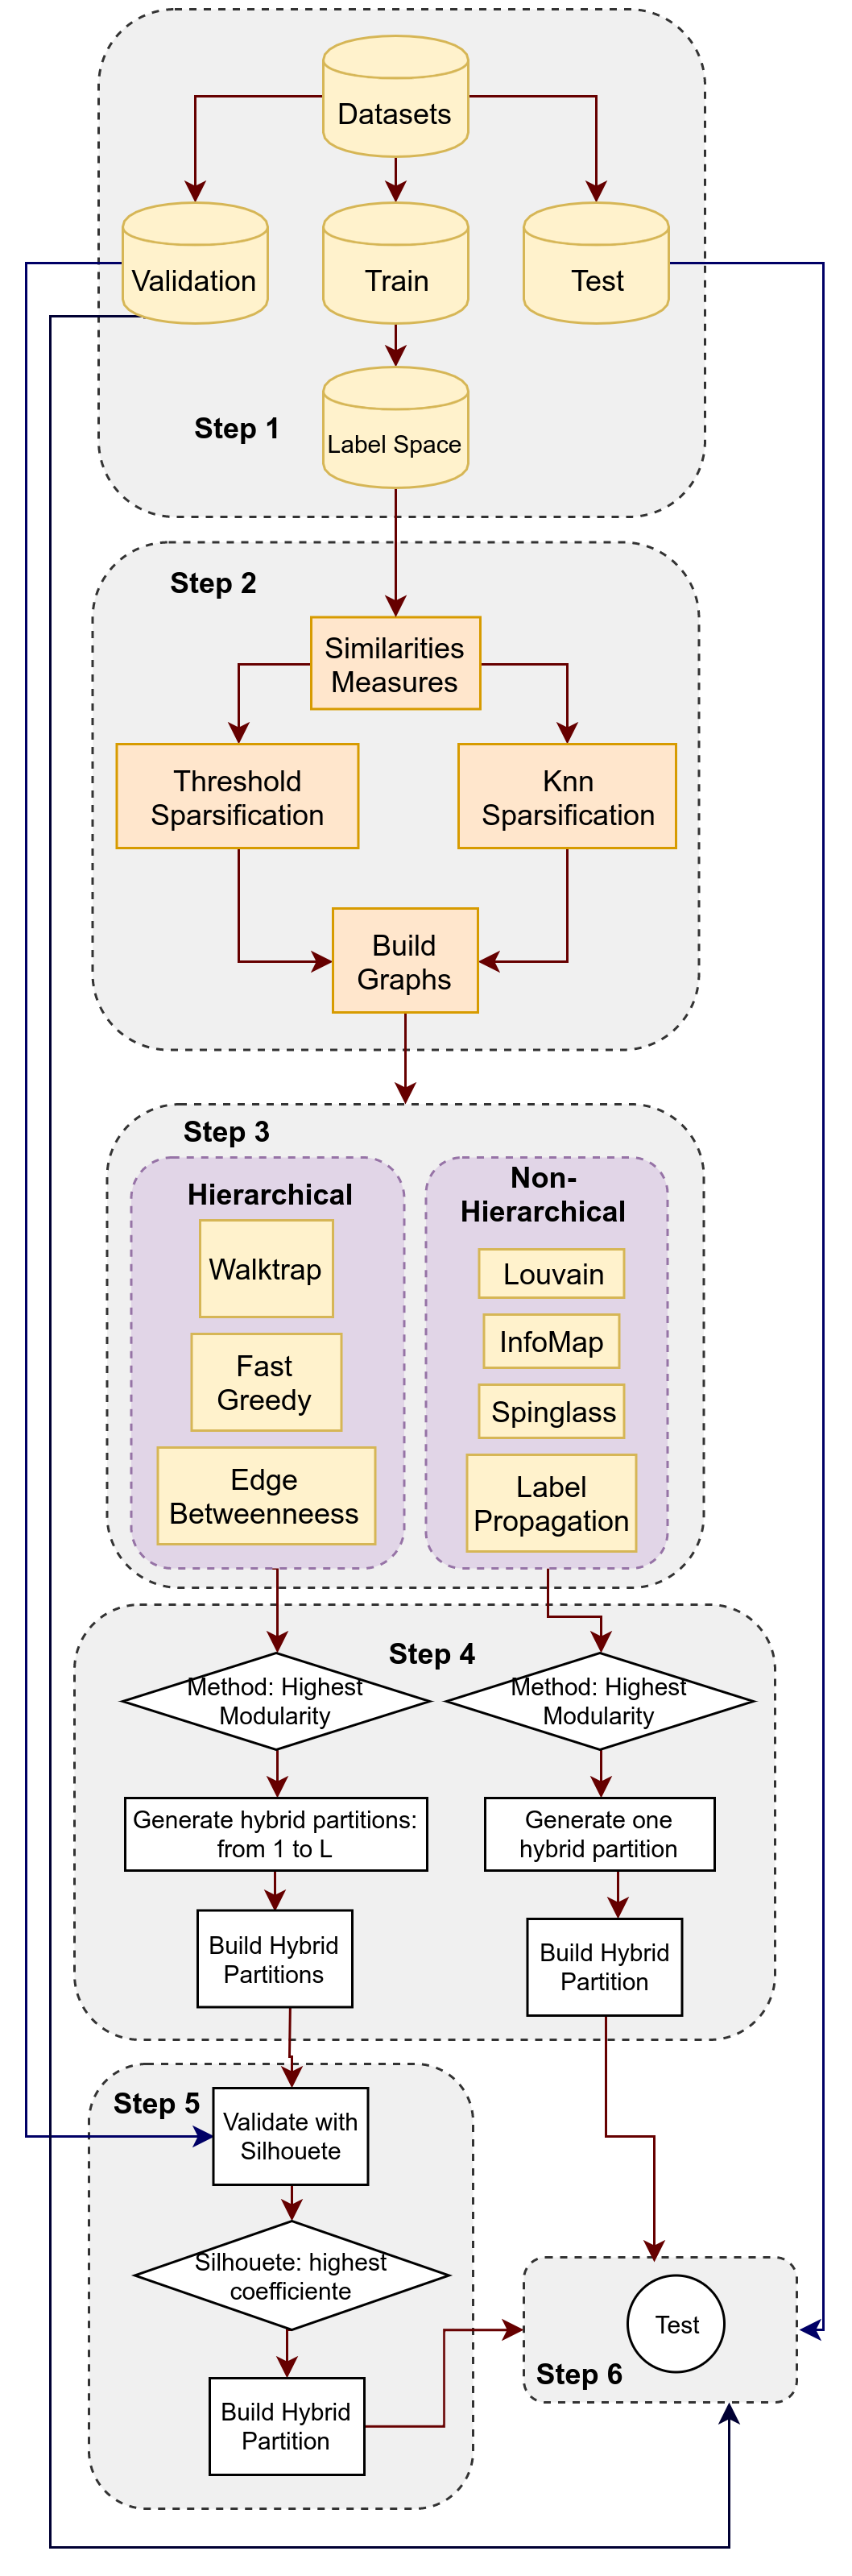 Datasets
Validation
Train
Test
Step 1
Label Space
Step 2
Similarities
Measures
Threshold
Sparsification
Knn
Sparsification
Build
Graphs
Step 3
Hierarchical
Walktrap
Fast
Greedy
Edge
Betweenneess
Non-
Hierarchical
Louvain
InfoMap
Spinglass
Label
Propagation
Step 4
Method: Highest
Modularity
Method: Highest
Modularity
Generate hybrid partitions:
from 1 to L
Generate one
hybrid partition
Build Hybrid
Partitions
Build Hybrid
Partition
Step 5
Validate with
Silhouete
Silhouete: highest
coefficiente
Build Hybrid
Partition
Test
Step 6